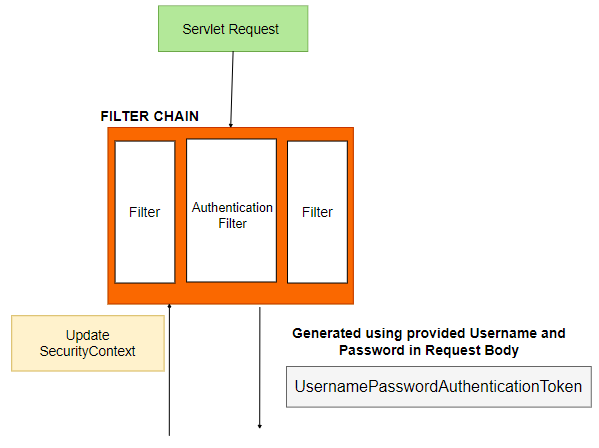 Servlet Request
FILTER CHAIN
Filter
Authentication
Filter
Filter
Update
SecurityContext
Generated using provided Username and
Password in Request Body
UsernamePasswordAuthenticationToken